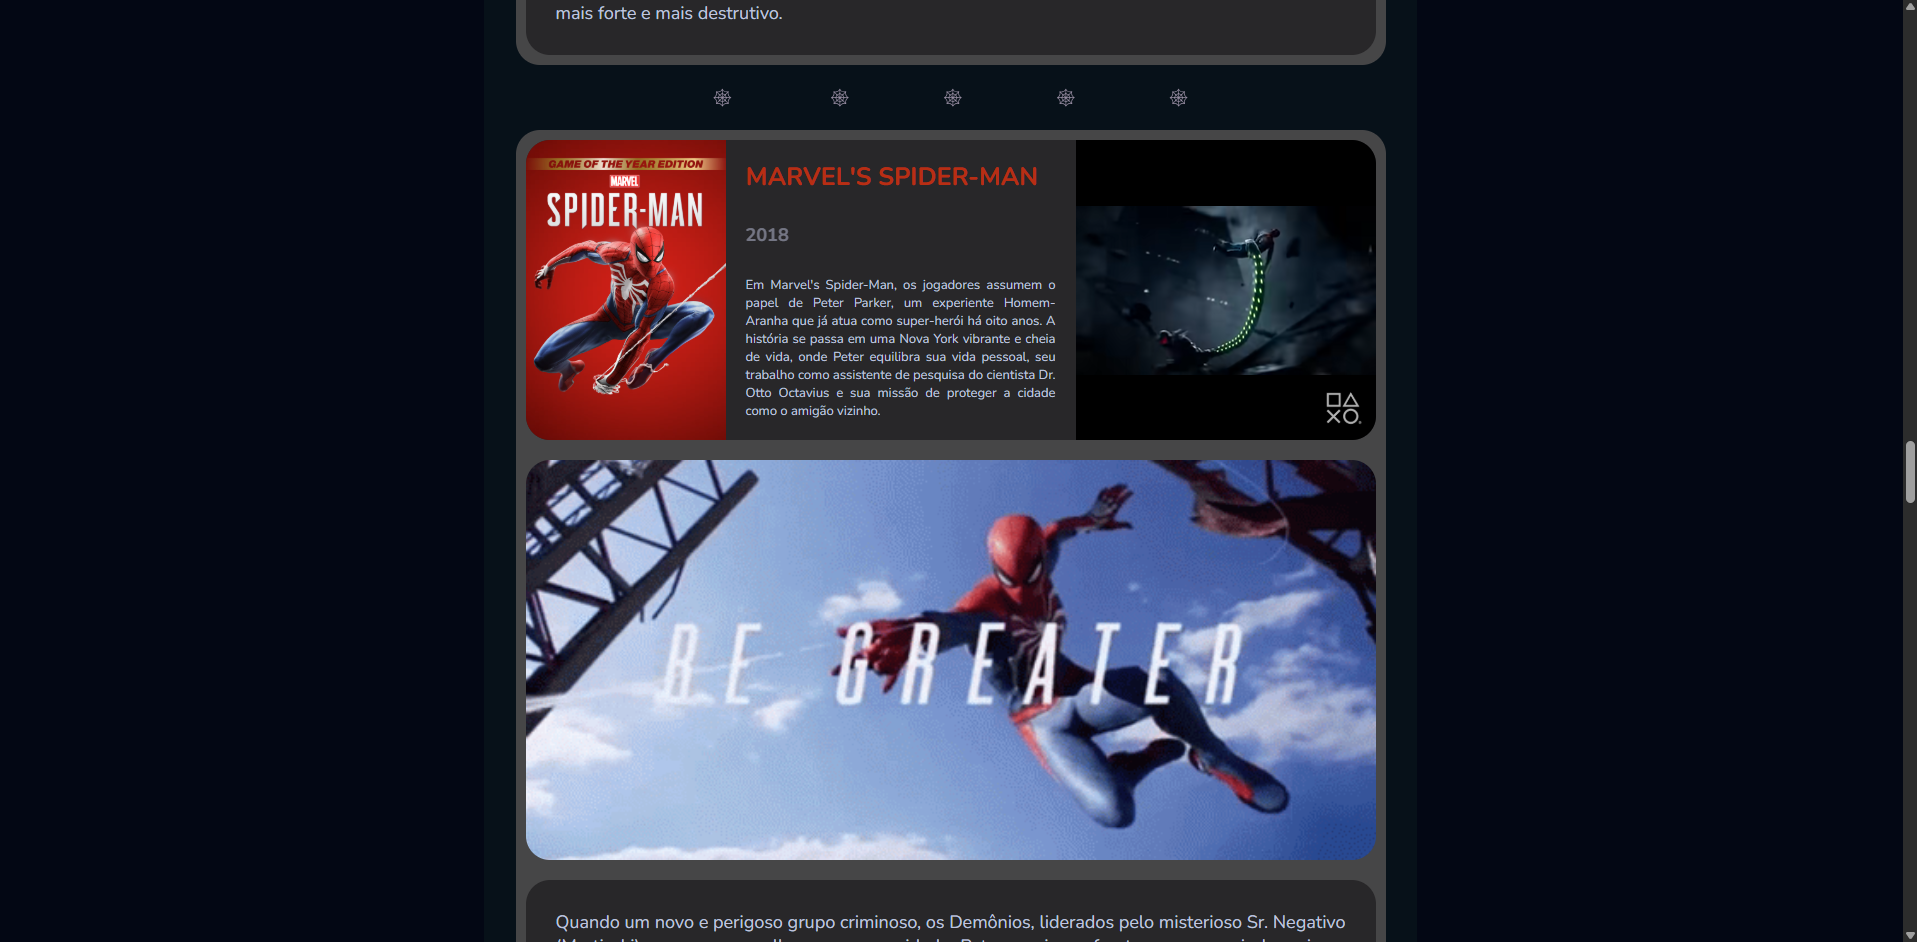 mais forte e mais destrutivo.
GAME OF THE YEAR EDITION
MARVEL
SPIDER-MAN
MARVEL'S SPIDER-MAN
2018
Em Marvel's Spider-Man, os jogadores assumem o
papel de Peter Parker, um experiente Homem-
Aranha que já atua como super-herói há oito anos. A
história se passa em uma Nova York vibrante e cheia
de vida, onde Peter equilibra sua vida pessoal, seu
trabalho como assistente de pesquisa do cientista Dr.
Otto Octavius e sua missão de proteger a cidade
como o amigão vizinho.
BE GREATER
Quando um novo e perigoso grupo criminoso, os Demônios, liderados pelo misterioso Sr. Negativo